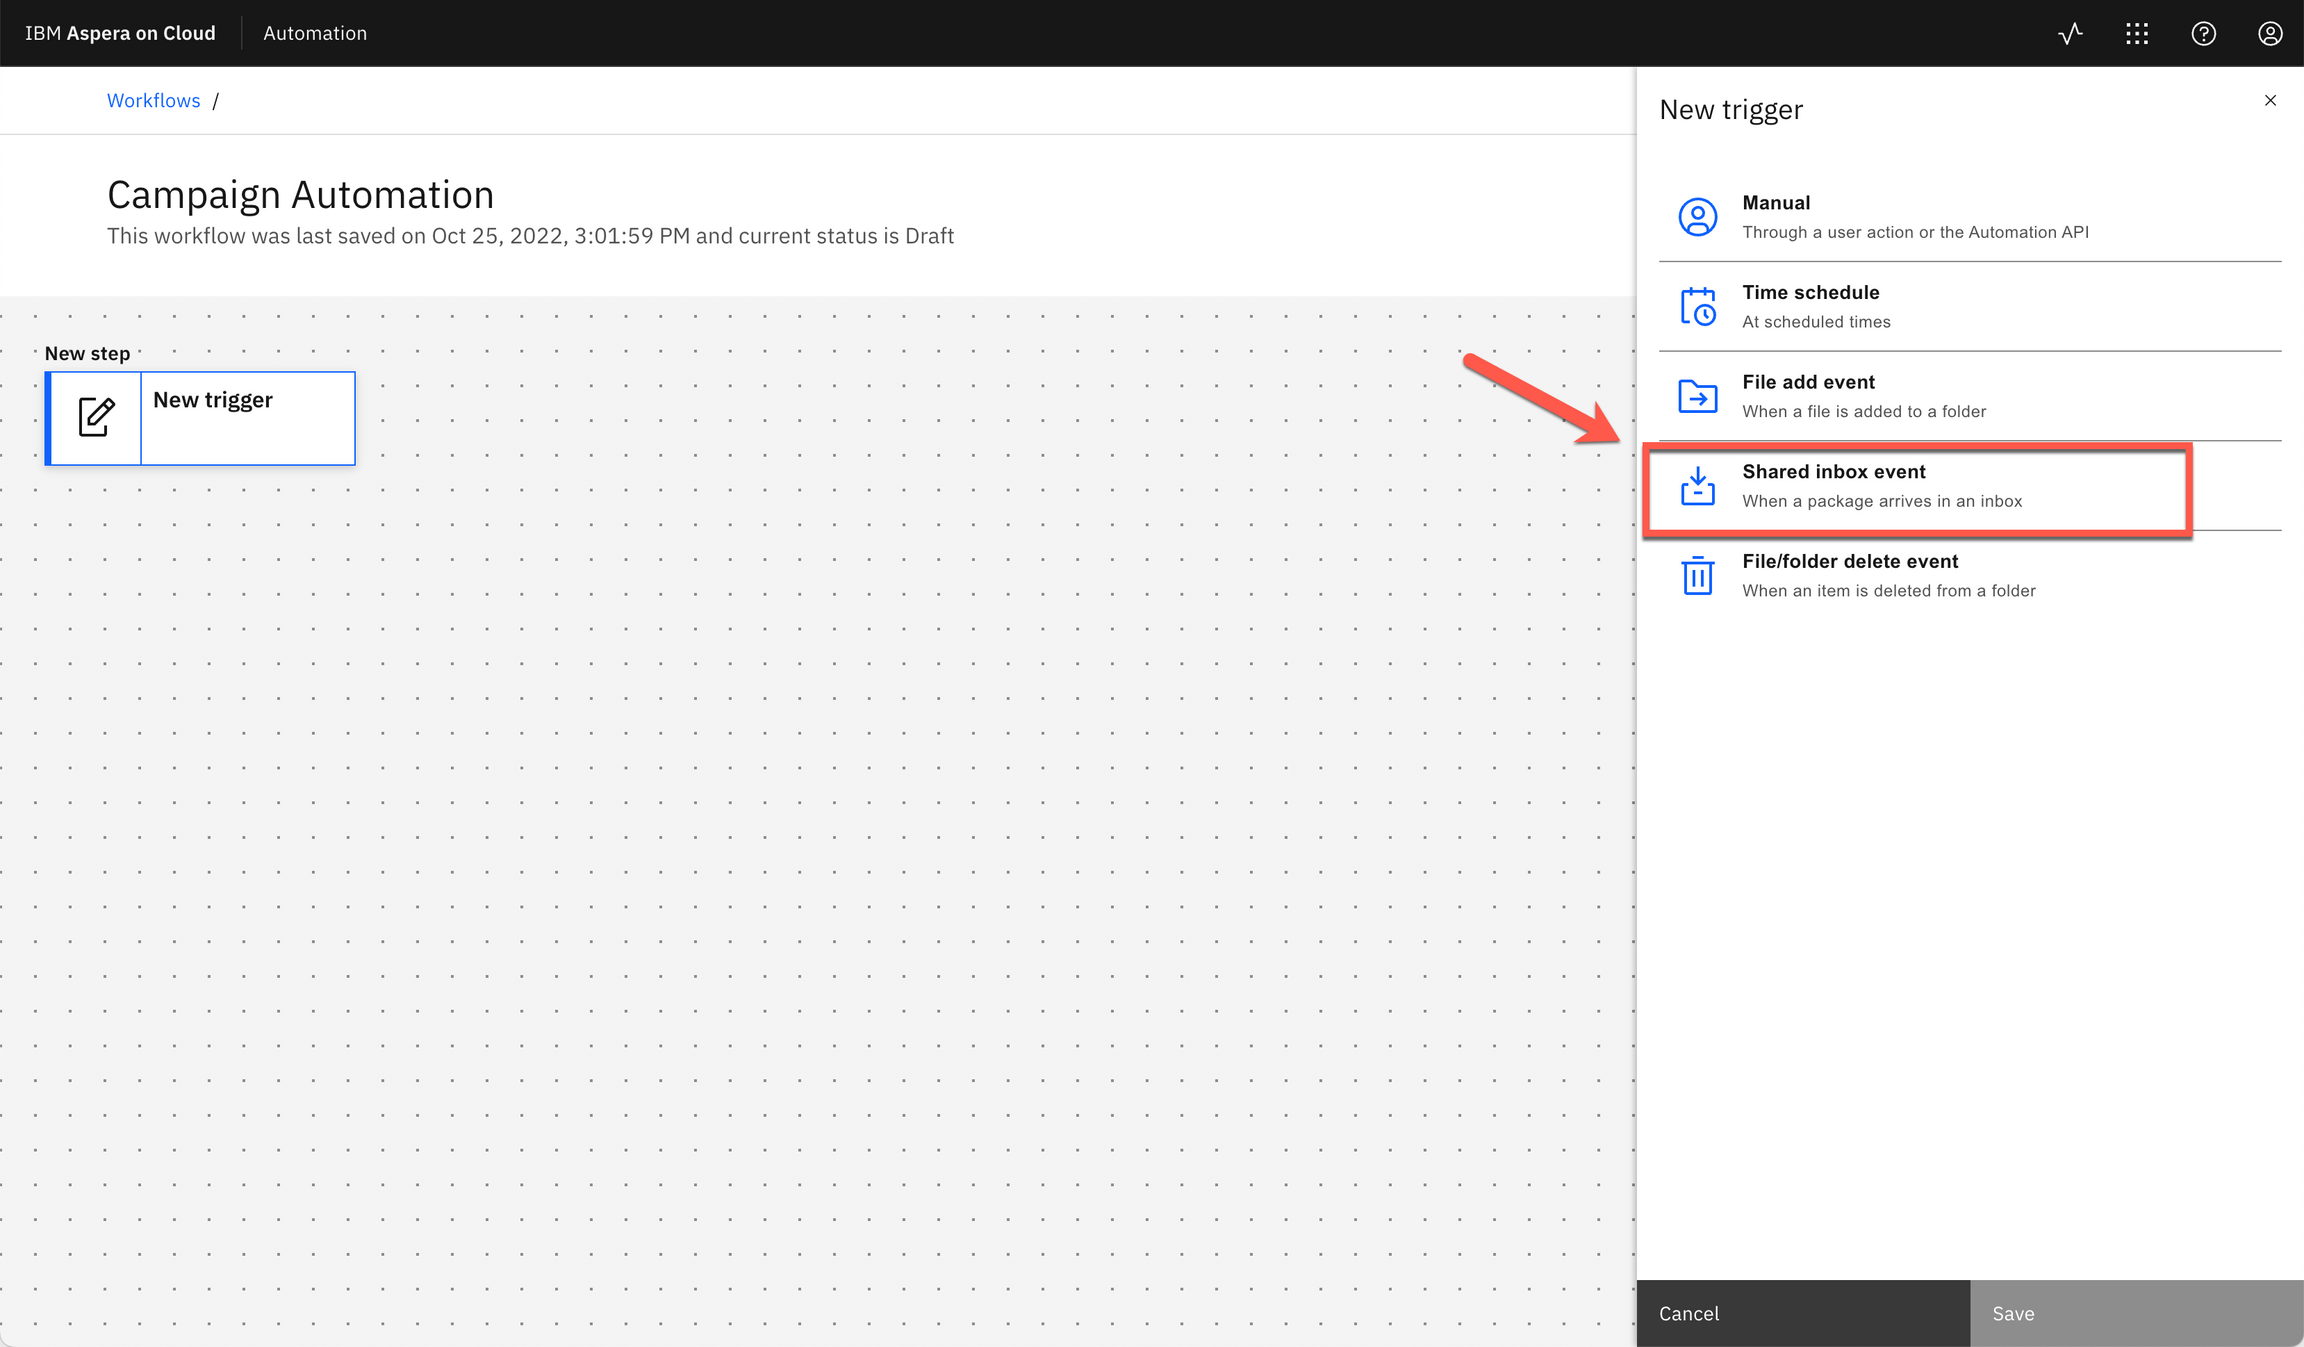 IBM Aspera on Cloud
Automation
Workflows /
Campaign Automation
This workflow was last saved on Oct 25, 2022, 3:01:59 PM and current status is Draft
New step
New trigger
New trigger
Manual
Through a user action or the Automation API
Time schedule
At scheduled times
File add event
When a file is added to a folder
Shared inbox event
When a package arrives in an inbox
File/folder delete event
When an item is deleted from a folder
Cancel
Save